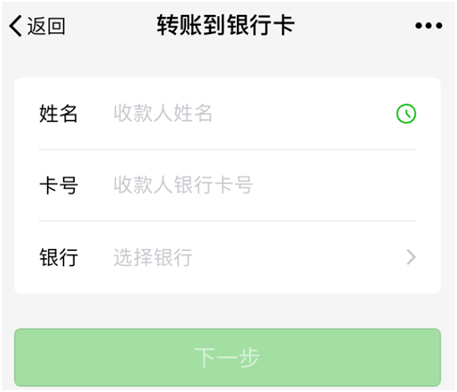 返回 转账到银行卡
姓名 收款人姓名
卡号 收款人银行卡号
银行 选择银行
下一步